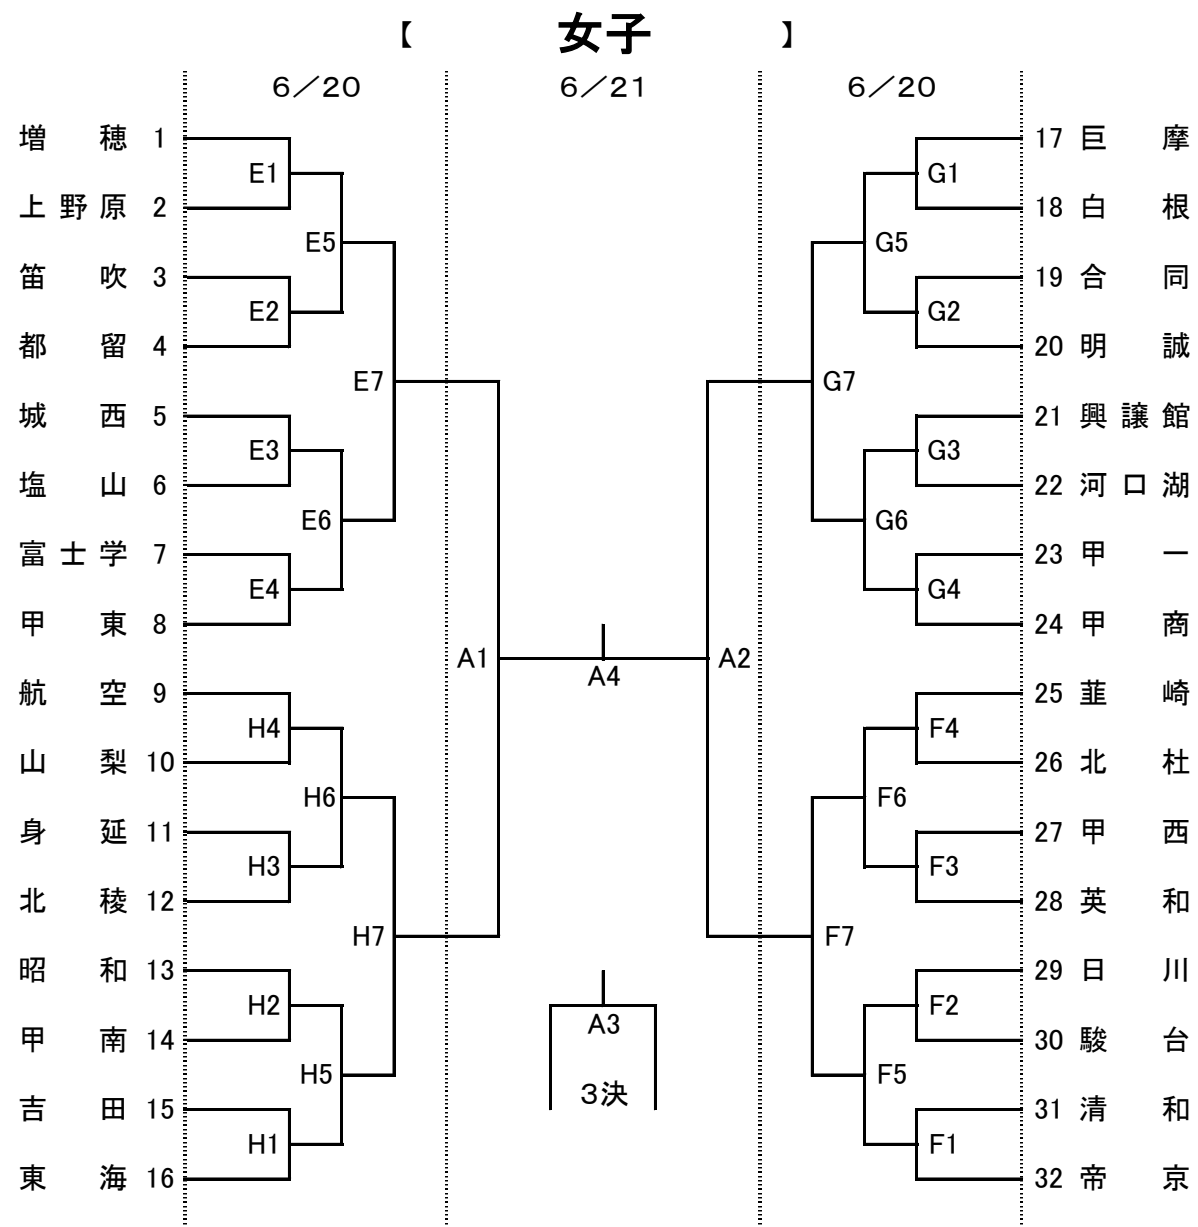 【 女子 】
6／20 6／21 6／20
増穂 1 17 巨摩
E1 G1
上野原 2 18 白根
E5 G5
笛吹 3 19 合同
E2 G2
都留 4 20 明誠
E7 G7
城西 5 21 興譲館
E3 G3
塩山 6 22 河口湖
E6 G6
富士学 7 23 甲一
E4 G4
甲東 8 24 甲商
A1 A4 A2
航空 9 25 韮崎
H4 F4
山梨 10 26 北杜
H6 F6
身延 11 27 甲西
H3 F3
北稜 12 28 英和
H7 F7
昭和 13 29 日川
H2 A3 F2
甲南 14 30 駿台
H5 3決 F5
吉田 15 31 清和
H1 F1
東海 16 32 帝京